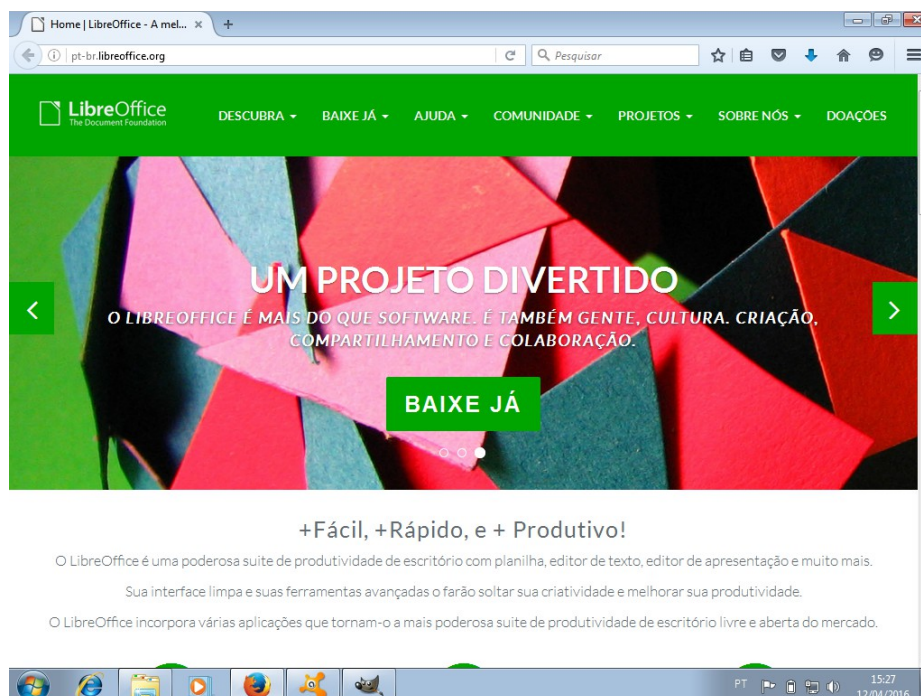 Home | LibreOffice - A mel...
pt-br.libreoffice.org
Pesquisar
LibreOffice
The Document Foundation
DESCUBRA
BAIXE JÁ
AJUDA
COMUNIDADE
PROJETOS
SOBRE NÓS
DOAÇÕES
UM PROJETO DIVERTIDO
O LIBREOFFICE É MAIS DO QUE SOFTWARE. É TAMBÉM GENTE, CULTURA. CRIAÇÃO,
COMPARTILHAMENTO E COLABORAÇÃO.
BAIXE JÁ
+Fácil, +Rápido, e + Produtivo!
O LibreOffice é uma poderosa suite de produtividade de escritório com planilha, editor de texto, editor de apresentação e muito mais.
Sua interface limpa e suas ferramentas avançadas o farão soltar sua criatividade e melhorar sua produtividade.
O LibreOffice incorpora várias aplicações que tornam-o a mais poderosa suite de produtividade de escritório livre e aberta do mercado.
PT
15:27
12/04/2016